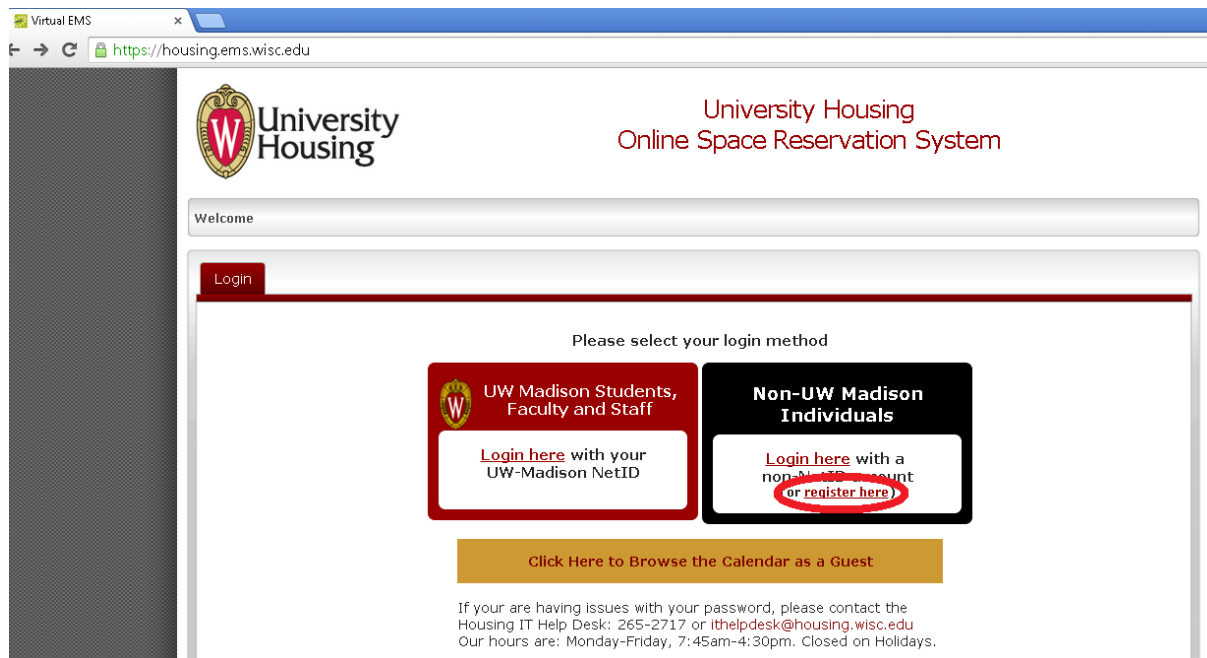 Virtual EMS
https://housing.ems.wisc.edu
W University
Housing
University Housing
Online Space Reservation System
Welcome
Login
Please select your login method
W
UW Madison Students,
Faculty and Staff
Login here with your
UW-Madison NetID
Non-UW Madison
Individuals
Login here with a
non-NetID account
or register here)
Click Here to Browse the Calendar as a Guest
If your are having issues with your password, please contact the
Housing IT Help Desk: 265-2717 or ithelpdesk@housing.wisc.edu
Our hours are: Monday-Friday, 7:45am-4:30pm. Closed on Holidays.